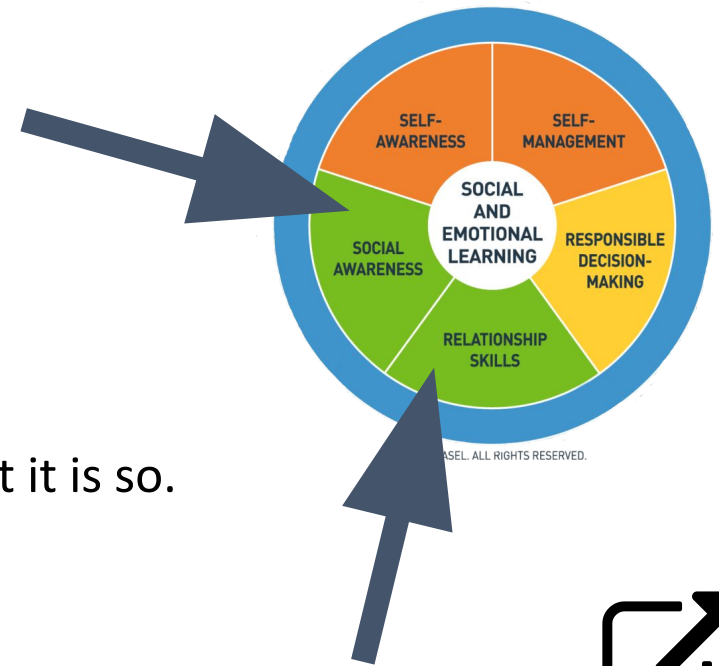 SELF-
AWARENESS
SELF-
MANAGEMENT
SOCIAL
AND
EMOTIONAL
LEARNING
SOCIAL
AWARENESS
RESPONSIBLE
DECISION-
MAKING
RELATIONSHIP
SKILLS
ALL RIGHTS RESERVED.
it is so.